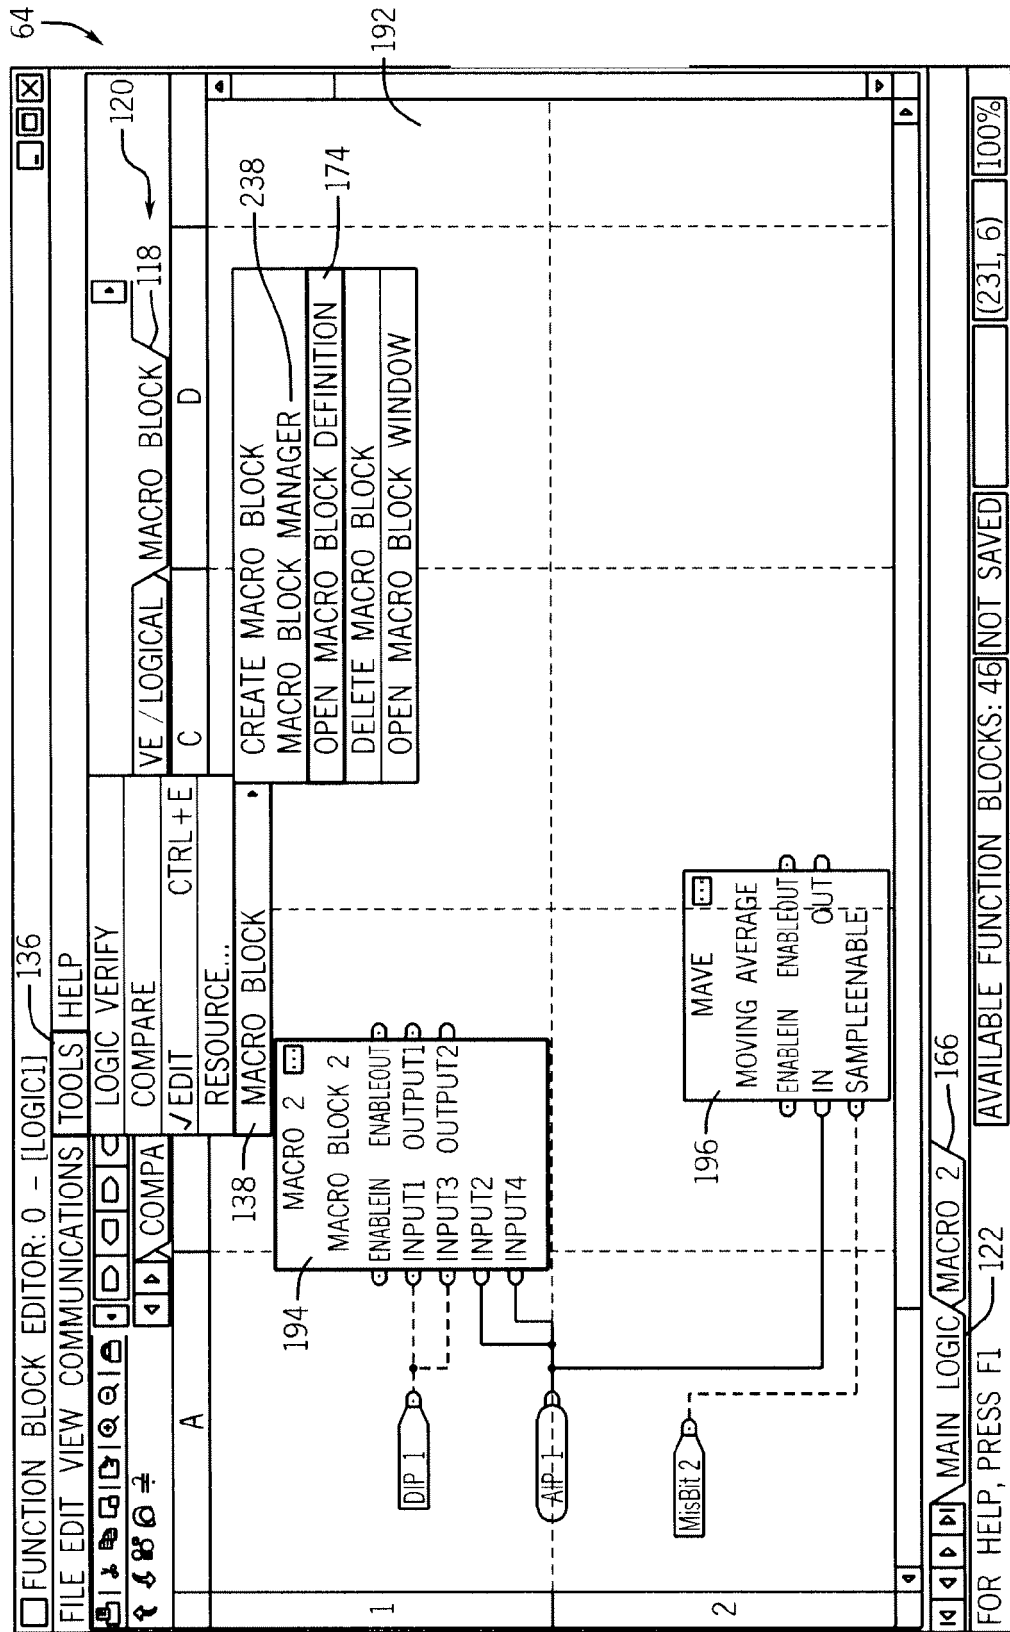 64
FUNCTION BLOCK EDITOR: 0 – [LOGIC1]
136
FILE EDIT VIEW COMMUNICATIONS TOOLS HELP
LOGIC VERIFY
COMPARE
✓EDIT CTRL+E
RESOURCE...
MACRO BLOCK
138
COMPA
VE / LOGICAL
MACRO BLOCK
118
120
A
C
D
CREATE MACRO BLOCK
MACRO BLOCK MANAGER
238
OPEN MACRO BLOCK DEFINITION
174
DELETE MACRO BLOCK
OPEN MACRO BLOCK WINDOW
192
1
194
MACRO 2
MACRO BLOCK 2
ENABLEIN ENABLEOUT
INPUT1 OUTPUT1
INPUT3 OUTPUT2
INPUT2
INPUT4
DIP 1
AIP 1
MisBit 2
2
196
MAVE
MOVING AVERAGE
ENABLEIN ENABLEOUT
IN OUT
SAMPLEENABLE
MAIN LOGIC
MACRO 2
166
122
FOR HELP, PRESS F1
AVAILABLE FUNCTION BLOCKS: 46
NOT SAVED
(231, 6)
100%